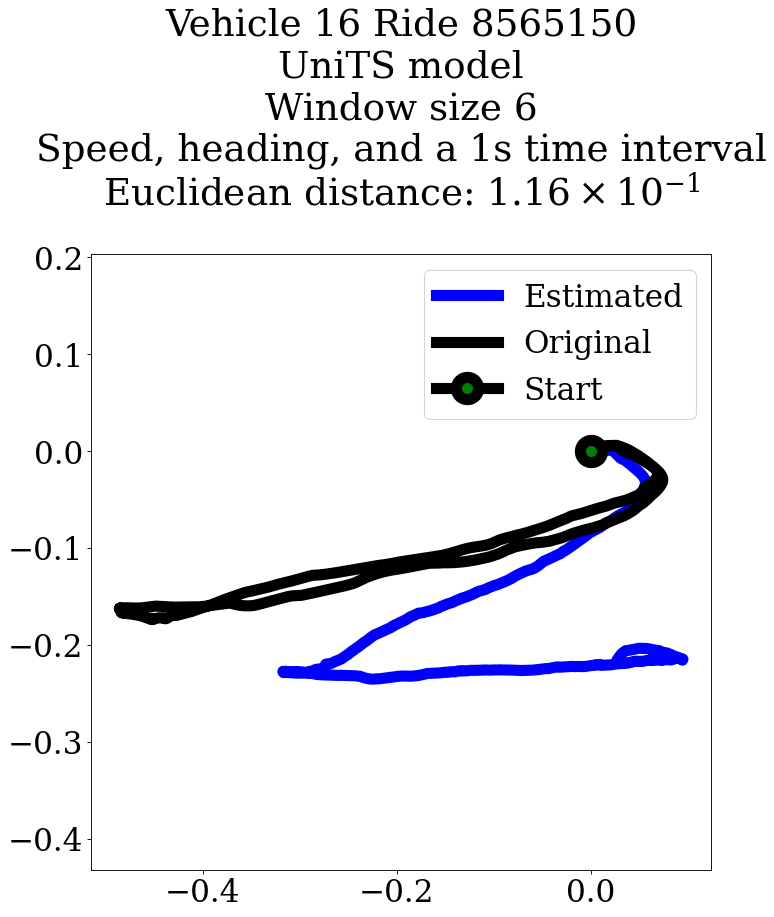 Vehicle 16 Ride 8565150
UniTS model
Window size 6
Speed, heading, and a 1s time interval
Euclidean distance: 1.16 × 10⁻¹
Estimated
Original
Start
0.2
0.1
0.0
−0.1
−0.2
−0.3
−0.4
−0.4
−0.2
0.0